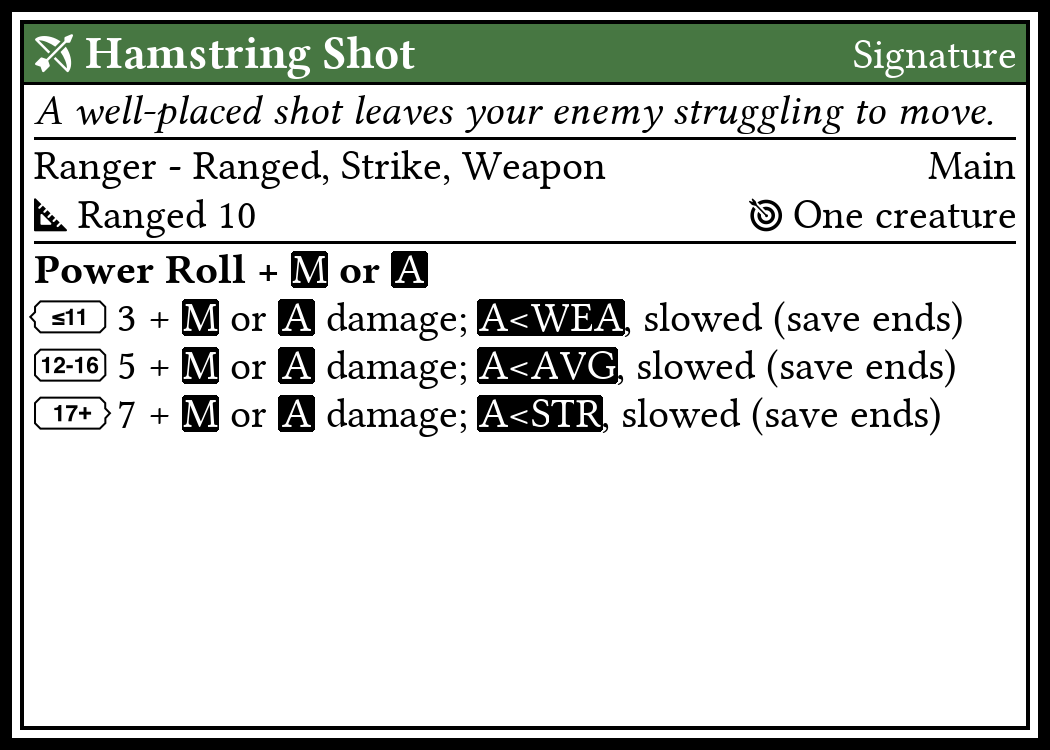 Hamstring Shot Signature
A well-placed shot leaves your enemy struggling to move.
Ranger - Ranged, Strike, Weapon Main
Ranged 10 One creature
Power Roll + M or A
≤11 3 + M or A damage; A<WEA, slowed (save ends)
12-16 5 + M or A damage; A<AVG, slowed (save ends)
17+ 7 + M or A damage; A<STR, slowed (save ends)